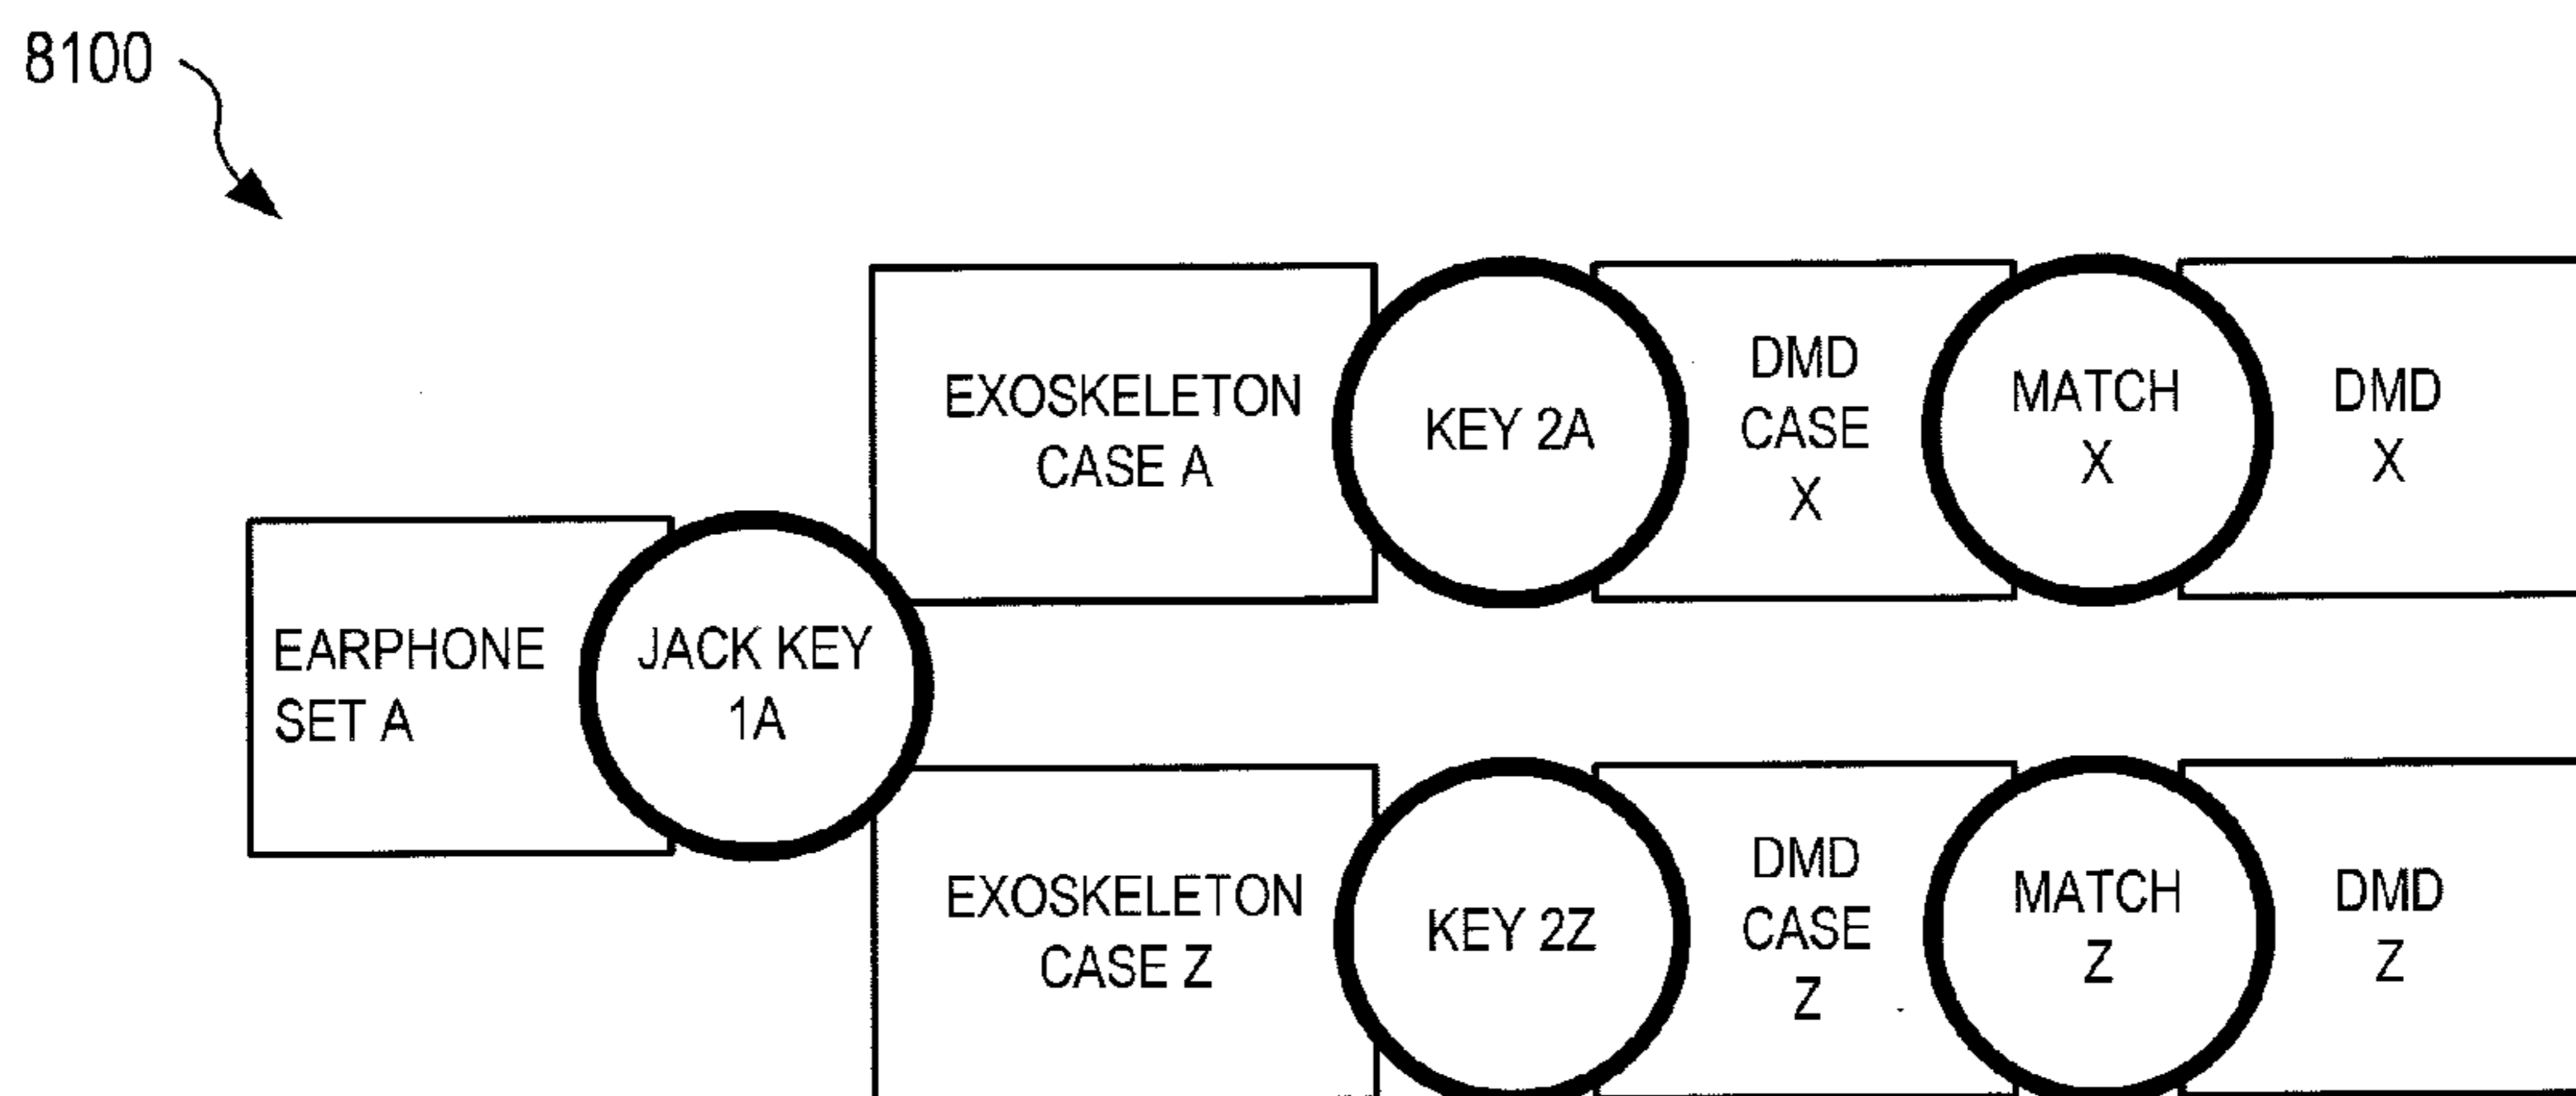 8100
EXOSKELETON
CASE A
KEY 2A
DMD
CASE
X
MATCH
X
DMD
X
EARPHONE
SET A
JACK KEY
1A
EXOSKELETON
CASE Z
KEY 2Z
DMD
CASE
Z
MATCH
Z
DMD
Z